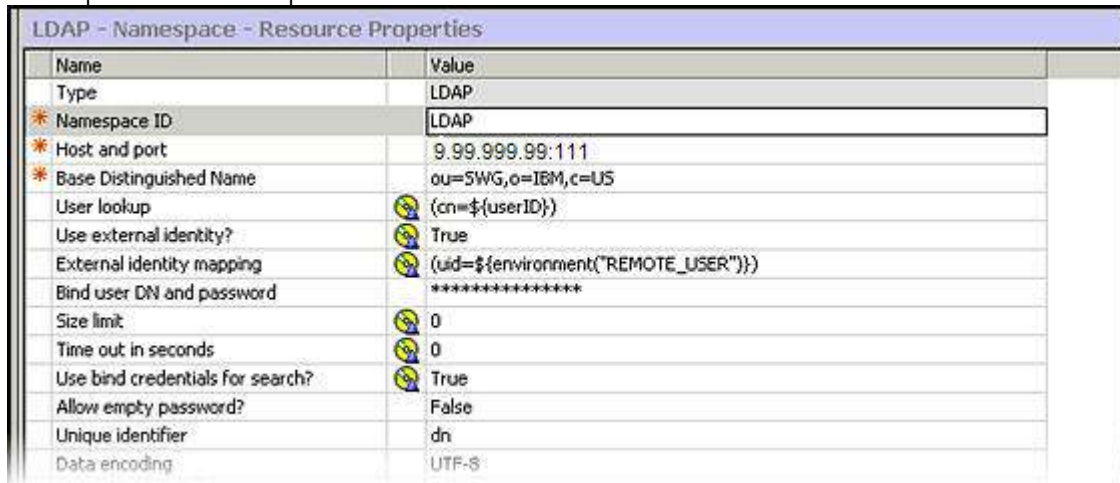 LDAP - Namespace - Resource Properties
Name Value
Type LDAP
* Namespace ID LDAP
* Host and port 9.99.999.99:111
* Base Distinguished Name ou=SWG,o=IBM,c=US
User lookup (cn=${userID})
Use external identity? True
External identity mapping (uid=${environment("REMOTE_USER")})
Bind user DN and password ***************
Size limit 0
Time out in seconds 0
Use bind credentials for search? True
Allow empty password? False
Unique identifier dn
Data encoding UTF-8